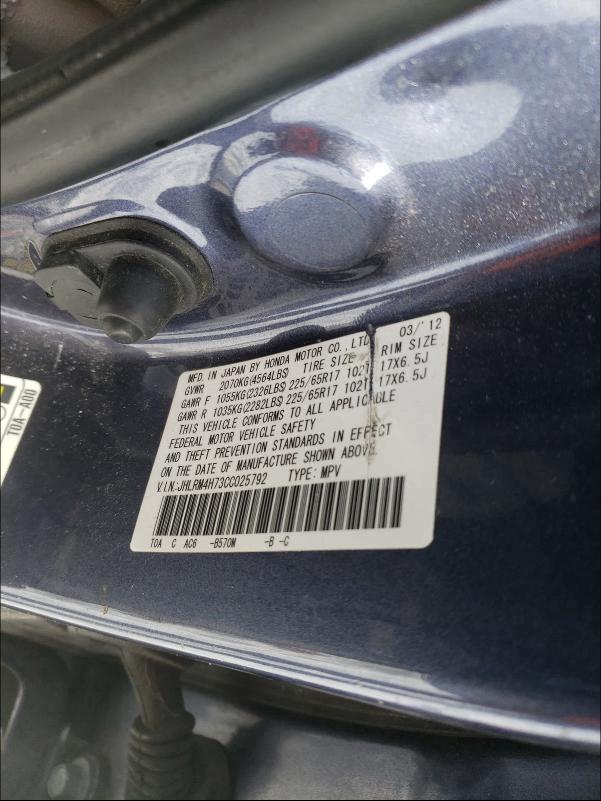 MFD. IN JAPAN BY HONDA MOTOR CO., LTD 03/'12
GVWR 2070KG(4564LBS) TIRE SIZE RIM SIZE
GAWR F 1055KG(2326LBS) 225/65R17 102T 17X6.5J
GAWR R 1035KG(2282LBS) 225/65R17 102T 17X6.5J
THIS VEHICLE CONFORMS TO ALL APPLICABLE
FEDERAL MOTOR VEHICLE SAFETY
AND THEFT PREVENTION STANDARDS IN EFFECT
ON THE DATE OF MANUFACTURE SHOWN ABOVE.
V.I.N.:JHLRM4H73CC025792 TYPE: MPV
TOA C AC6 -B570M -B -C
TOA-A00